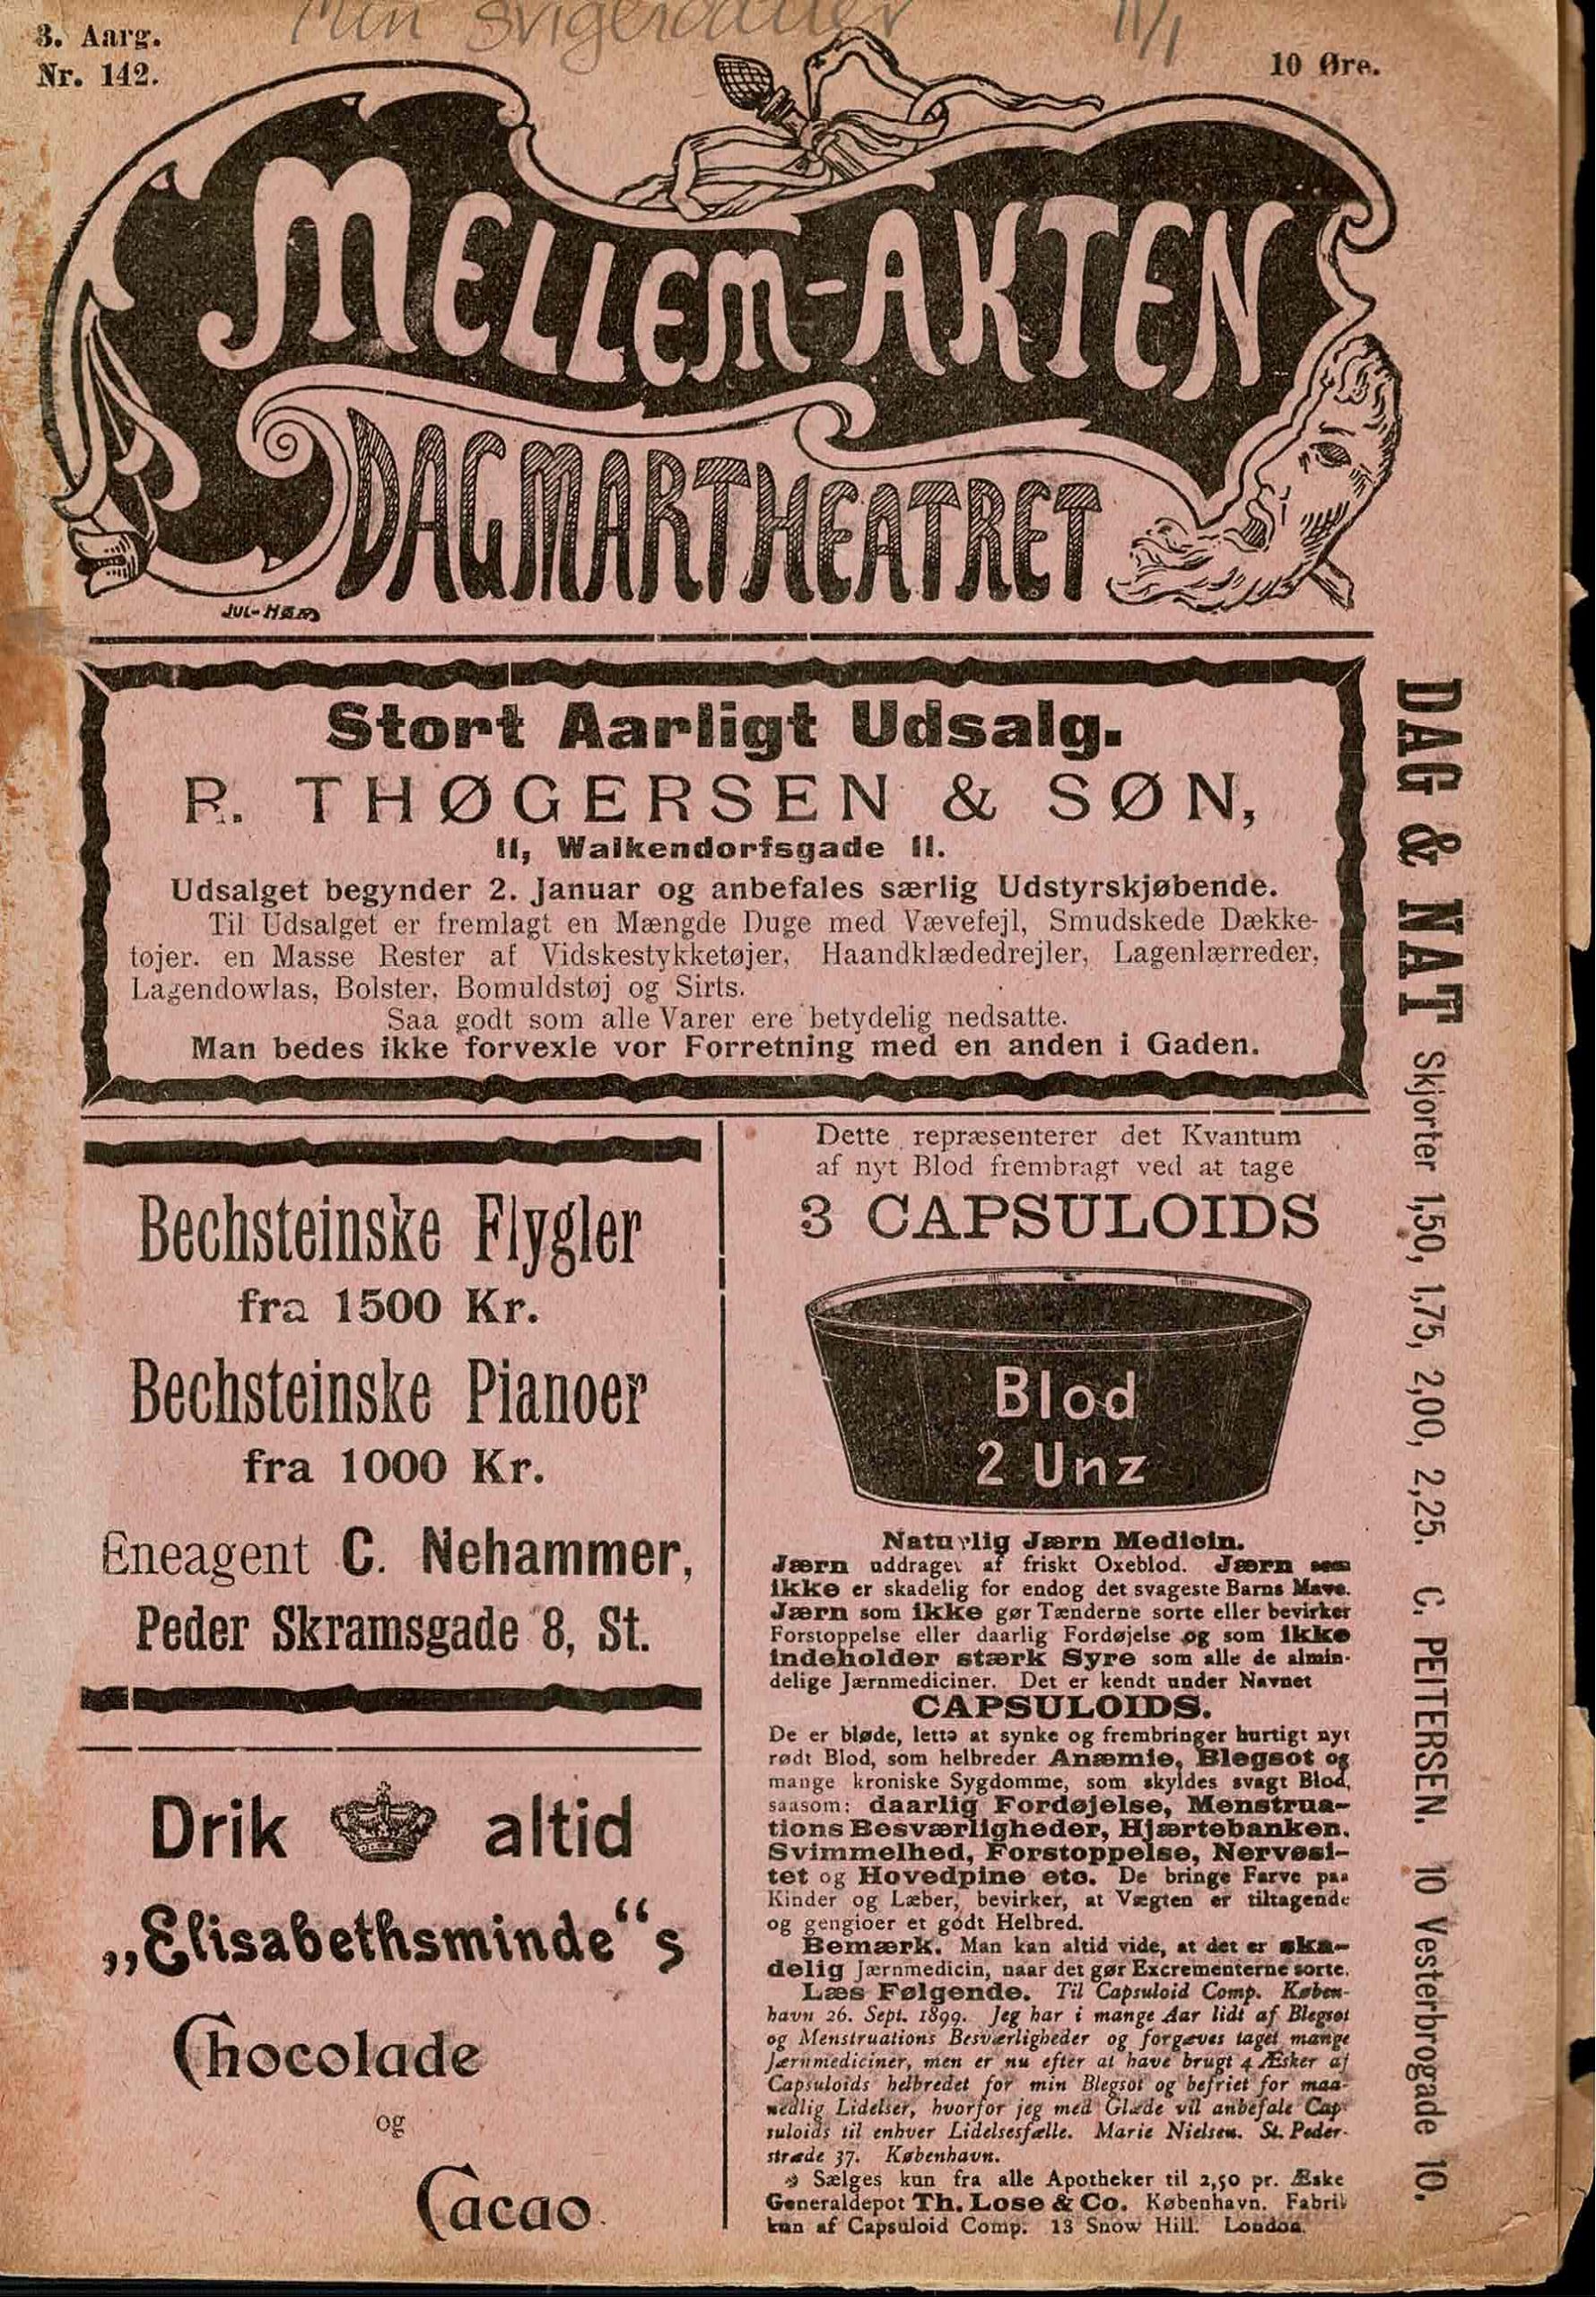 Min Svigerdatter 11/1
3. Aarg.
Nr. 142.
10 Øre.
MELLEM-AKTEN
DAGMARTHEATRET
JUL-HØM
Stort Aarligt Udsalg.
R. THØGERSEN & SØN,
11, Walkendorfsgade 11.
Udsalget begynder 2. Januar og anbefales særlig Udstyrskjøbende.
Til Udsalget er fremlagt en Mængde Duge med Vævefejl, Smudskede Dække-
tøjer. en Masse Rester af Vidskestykketøjer, Haandklædedrejler, Lagenlærreder,
Lagendowlas, Bolster, Bomuldstøj og Sirts.
Saa godt som alle Varer ere betydelig nedsatte.
Man bedes ikke forvexle vor Forretning med en anden i Gaden.
Bechsteinske Flygler
fra 1500 Kr.
Bechsteinske Pianoer
fra 1000 Kr.
Eneagent C. Nehammer,
Peder Skramsgade 8, St.
Drik altid
„Elisabethsminde“s
Chocolade
og
Cacao.
Dette repræsenterer det Kvantum
af nyt Blod frembragt ved at tage
3 CAPSULOIDS
Blod
2 Unz
Naturlig Jærn Medicin.
Jærn uddraget af friskt Oxeblod. Jærn som
ikke er skadelig for endog det svageste Barns Mave.
Jærn som ikke gør Tænderne sorte eller bevirker
Forstoppelse eller daarlig Fordøjelse og som ikke
indeholder stærk Syre som alle de almin-
delige Jærnmediciner. Det er kendt under Navnet
CAPSULOIDS.
De er bløde, lette at synke og frembringer hurtigt nyt
rødt Blod, som helbreder Anæmie, Blegsot og
mange kroniske Sygdomme, som skyldes svagt Blod,
saasom: daarlig Fordøjelse, Menstrua-
tions Besværligheder, Hjærtebanken,
Svimmelhed, Forstoppelse, Nervøsi-
tet og Hovedpine etc. De bringe Farve paa
Kinder og Læber, bevirker, at Vægten er tiltagende
og gengioer et godt Helbred.
Bemærk. Man kan altid vide, at det er ska-
delig Jærnmedicin, naar det gør Excrementerne sorte.
Læs Følgende. Til Capsuloid Comp. Køben-
havn 26. Sept. 1899. Jeg har i mange Aar lidt af Blegsot
og Menstruations Besværligheder og forgæves taget mange
Jærnmediciner, men er nu efter at have brugt 4 Æsker af
Capsuloids helbredet for min Blegsot og befriet for maa-
nedlig Lidelser, hvorfor jeg med Glæde vil anbefale Cap-
suloids til enhver Lidelsesfælle. Marie Nielsen. St. Peder-
stræde 37. København.
Sælges kun fra alle Apotheker til 2,50 pr. Æske
Generaldepot Th. Lose & Co. København. Fabrik
kun af Capsuloid Comp. 13 Snow Hill. London.
DAG & NAT Skjorter 1,50, 1,75, 2,00, 2,25. C. PEITERSEN. 10 Vesterbrogade 10.